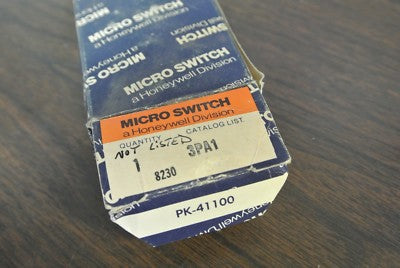 MICRO SWITCH
a Honeywell Division
MICRO SWITCH
a Honeywell Division
MICRO SWITCH
a Honeywell Division
QUANTITY CATALOG LIST
NOT LISTED
1 3PA1
8230
PK-41100